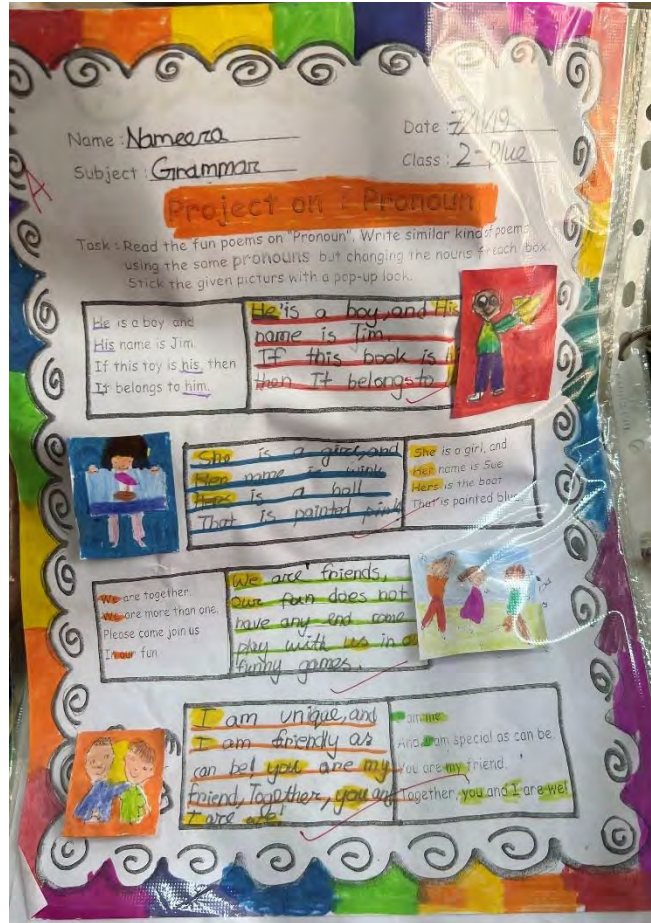 Name : Nameera
Date : 7/1/19
Subject : Grammar
Class : 2-Blue
A
Project on : Pronoun
Task : Read the fun poems on "Pronoun". Write similar kind of poems
using the same pronouns but changing the nouns f reach box.
Stick the given picturs with a pop-up look.
He is a boy and
His name is Jim.
If this toy is his, then
It belongs to him.
He is a boy, and His
name is Jim.
If this book is
then It belongs to
She is a girl, and
Her name is
Hers is a ball
That is painted pink
She is a girl, and
Her name is Sue
Hers is the boat
That is painted blue
We are together.
We are more than one.
Please come join us
In our fun
We are friends,
Our fun does not
have any end come
play with us in
funny games.
I am unique, and
I am friendly as
can be! you are my
friend, Together, you and
I are
I am me
And I am special as can be.
You are my friend.
Together, you and I are we!